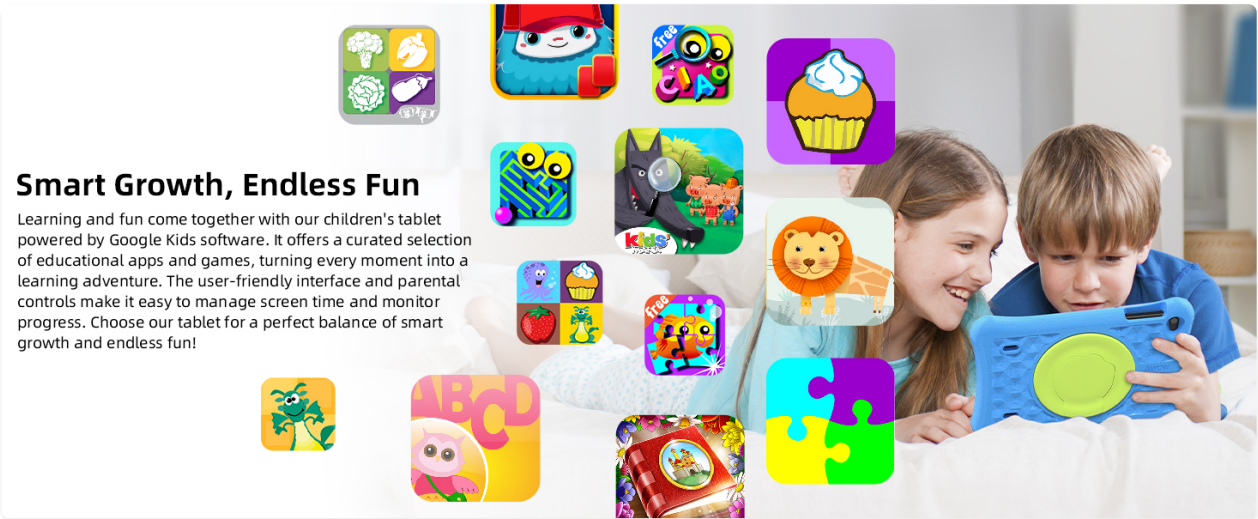 Smart Growth, Endless Fun
Learning and fun come together with our children's tablet
powered by Google Kids software. It offers a curated selection
of educational apps and games, turning every moment into a
learning adventure. The user-friendly interface and parental
controls make it easy to manage screen time and monitor
progress. Choose our tablet for a perfect balance of smart
growth and endless fun!
free
CIAO
kids
free
ABCD